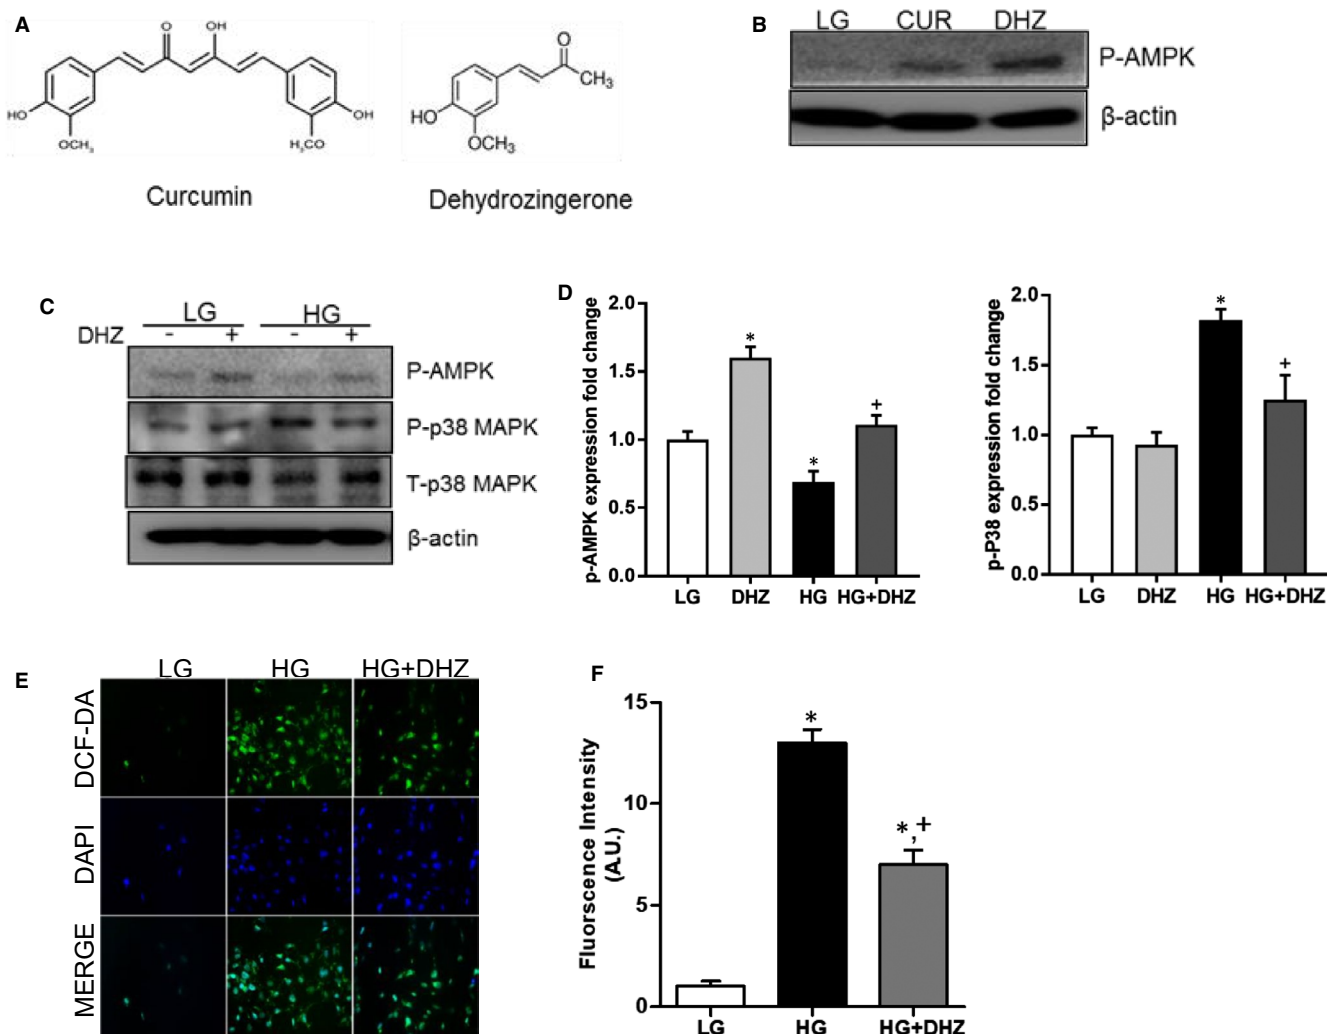 A
O
OH
HO
OCH₃
H₃CO
OH
Curcumin
O
CH₃
HO
OCH₃
Dehydrozingerone
B
LG CUR DHZ
P-AMPK
β-actin
C
LG HG
DHZ - + - +
P-AMPK
P-p38 MAPK
T-p38 MAPK
β-actin
D
p-AMPK expression fold change
2.0
1.5
1.0
0.5
0.0
*
*
+
LG DHZ HG HG+DHZ
p-P38 expression fold change
2.0
1.5
1.0
0.5
0.0
*
+
LG DHZ HG HG+DHZ
E
LG HG HG+DHZ
DCF-DA
DAPI
MERGE
F
Fluorscence Intensity
(A.U.)
15
10
5
0
*
*,+
LG HG HG+DHZ